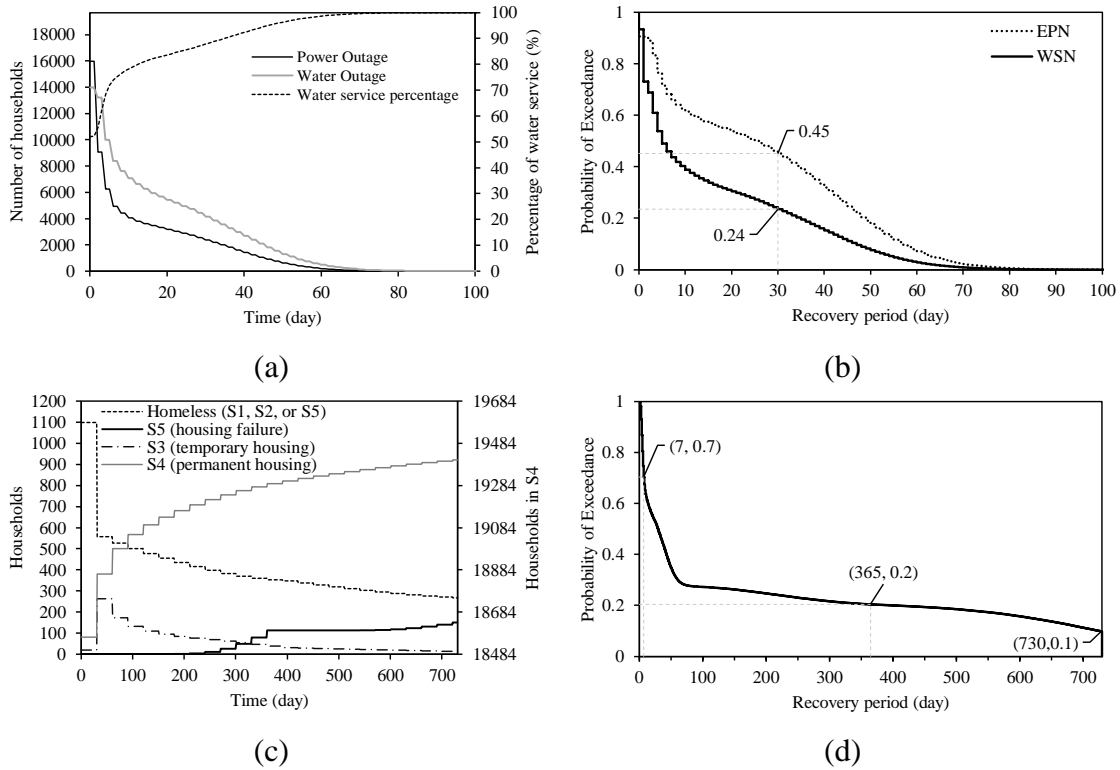 Number of households
18000
16000
14000
12000
10000
8000
6000
4000
2000
0
0 20 40 60 80 100
Time (day)
100
90
80
70
60
50
40
30
20
10
0
Percentage of water service (%)
Power Outage
Water Outage
Water service percentage
(a)
Probability of Exceedance
1
0.8
0.6
0.4
0.2
0
0 10 20 30 40 50 60 70 80 90 100
Recovery period (day)
EPN
WSN
0.45
0.24
(b)
Households
1200
1100
1000
900
800
700
600
500
400
300
200
100
0
0 100 200 300 400 500 600 700
Time (day)
19684
19484
19284
19084
18884
18684
18484
Households in S4
Homeless (S1, S2, or S5)
S5 (housing failure)
S3 (temporary housing)
S4 (permanent housing)
(c)
Probability of Exceedance
1
0.8
0.6
0.4
0.2
0
0 100 200 300 400 500 600 700
Recovery period (day)
(7, 0.7)
(365, 0.2)
(730,0.1)
(d)